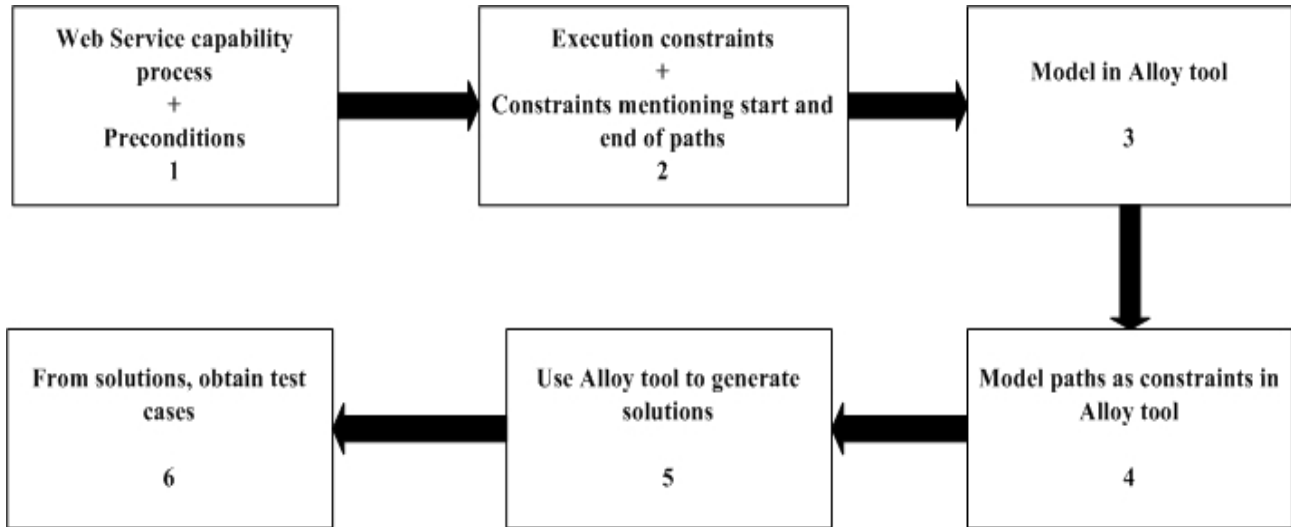 Web Service capability
process
+
Preconditions
1
Execution constraints
+
Constraints mentioning start and
end of paths
2
Model in Alloy tool
3
Model paths as constraints in
Alloy tool
4
Use Alloy tool to generate
solutions
5
From solutions, obtain test
cases
6